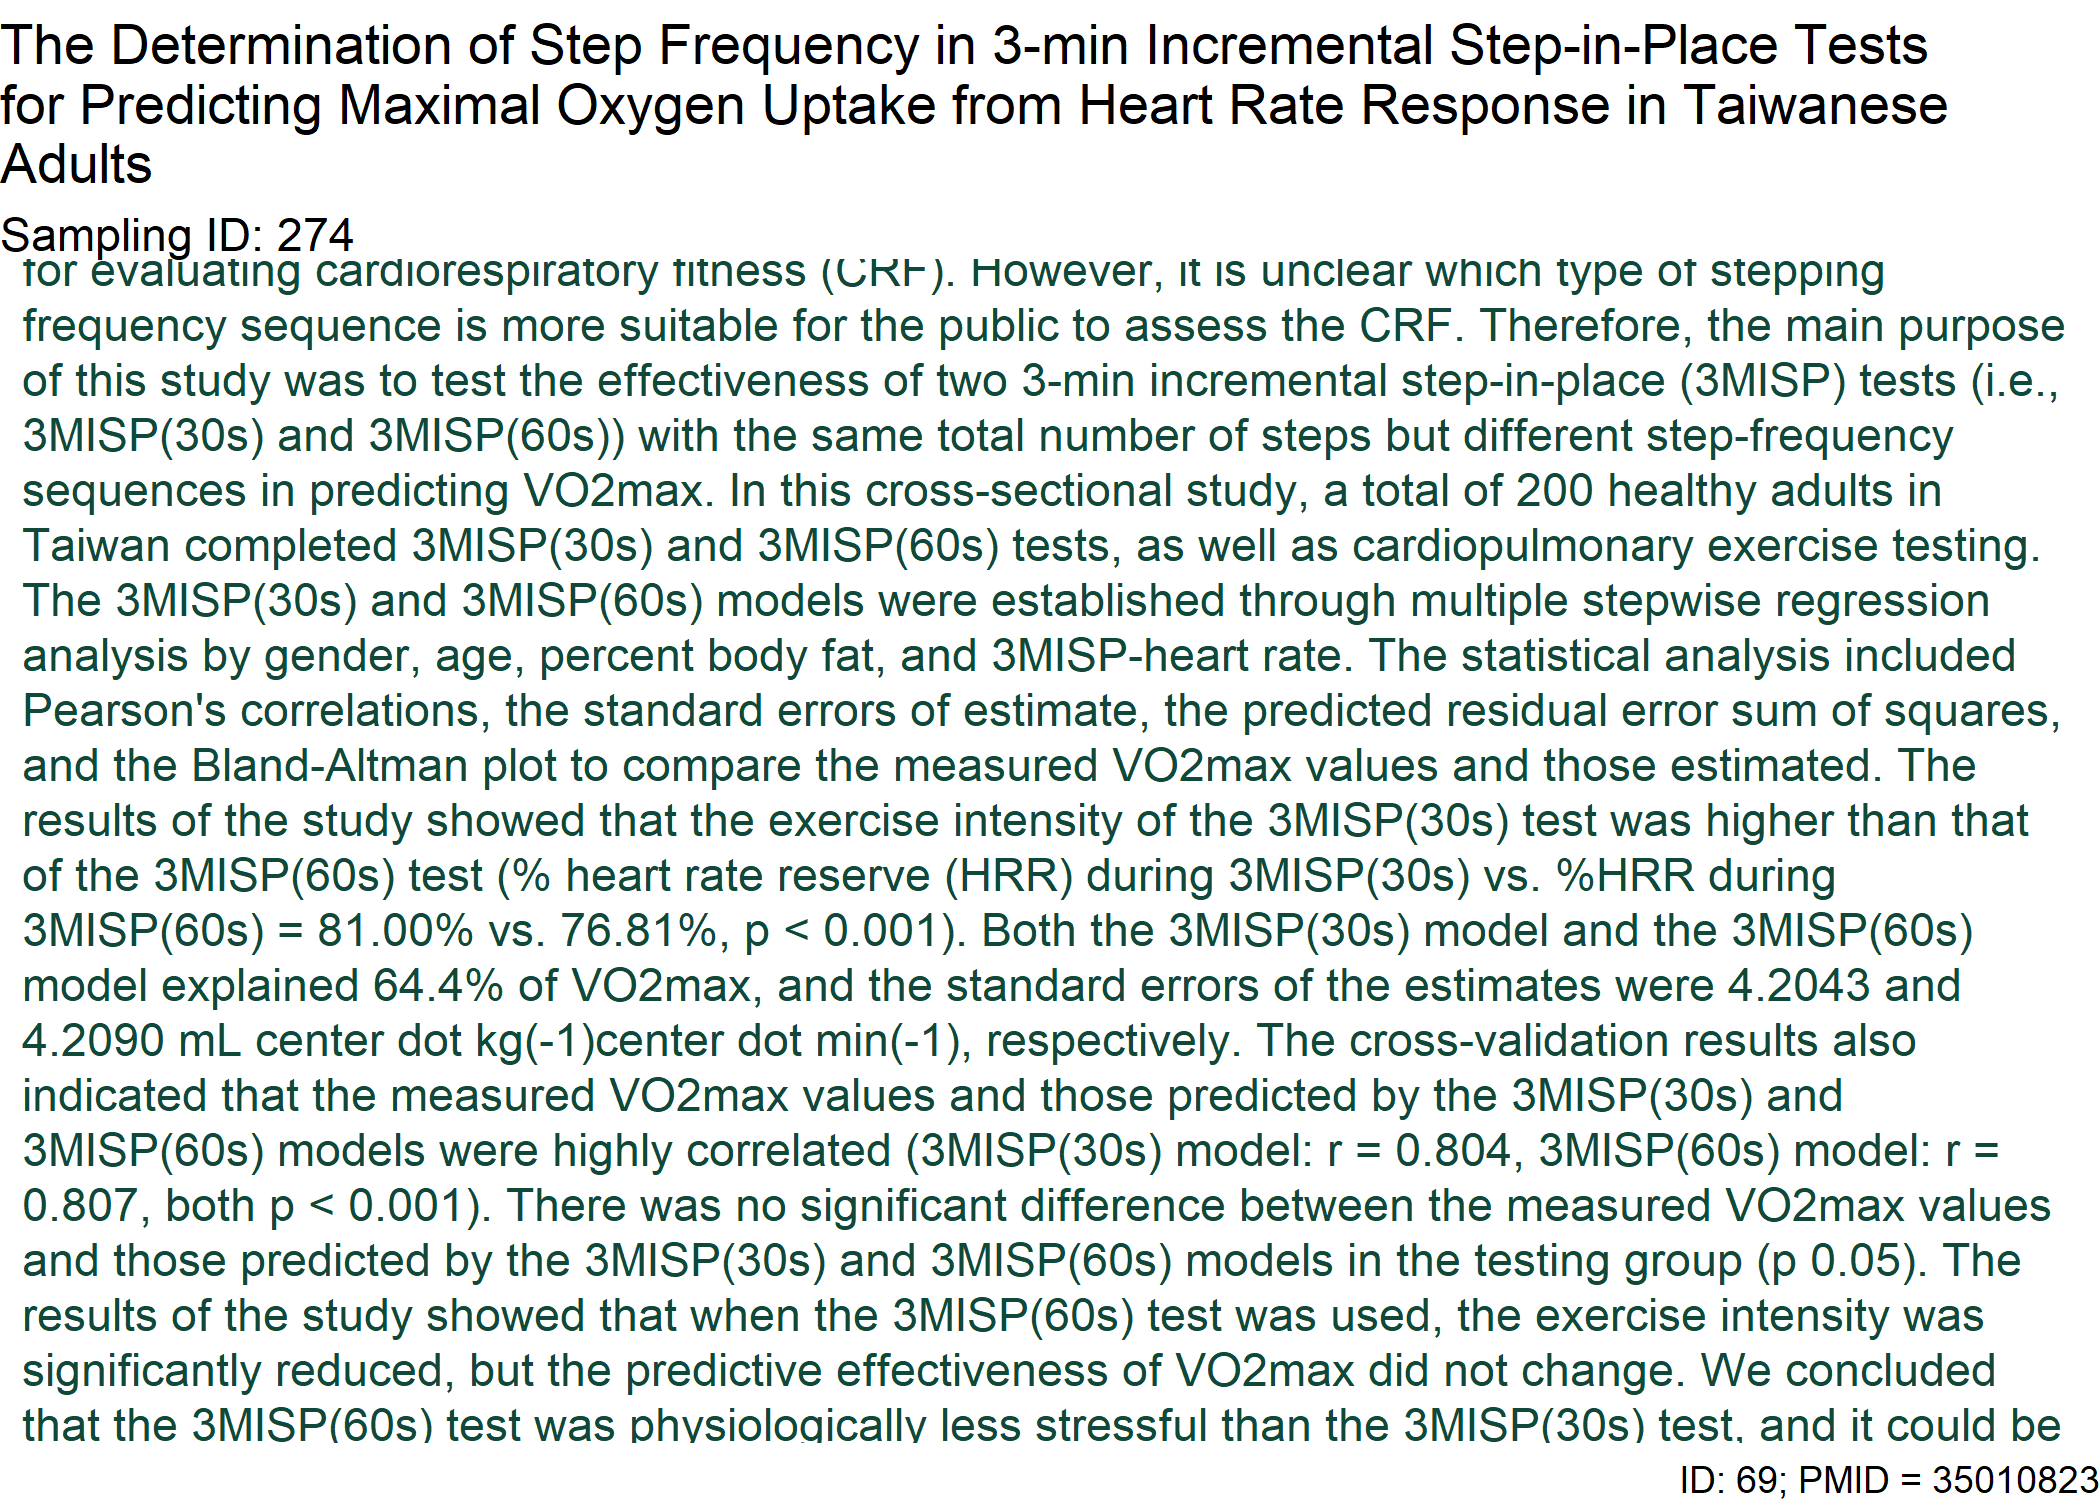 The Determination of Step Frequency in 3-min Incremental Step-in-Place Tests
for Predicting Maximal Oxygen Uptake from Heart Rate Response in Taiwanese
Adults
Sampling ID: 274
for evaluating cardiorespiratory fitness (CRF). However, it is unclear which type of stepping
frequency sequence is more suitable for the public to assess the CRF. Therefore, the main purpose
of this study was to test the effectiveness of two 3-min incremental step-in-place (3MISP) tests (i.e.,
3MISP(30s) and 3MISP(60s)) with the same total number of steps but different step-frequency
sequences in predicting VO2max. In this cross-sectional study, a total of 200 healthy adults in
Taiwan completed 3MISP(30s) and 3MISP(60s) tests, as well as cardiopulmonary exercise testing.
The 3MISP(30s) and 3MISP(60s) models were established through multiple stepwise regression
analysis by gender, age, percent body fat, and 3MISP-heart rate. The statistical analysis included
Pearson's correlations, the standard errors of estimate, the predicted residual error sum of squares,
and the Bland-Altman plot to compare the measured VO2max values and those estimated. The
results of the study showed that the exercise intensity of the 3MISP(30s) test was higher than that
of the 3MISP(60s) test (% heart rate reserve (HRR) during 3MISP(30s) vs. %HRR during
3MISP(60s) = 81.00% vs. 76.81%, p < 0.001). Both the 3MISP(30s) model and the 3MISP(60s)
model explained 64.4% of VO2max, and the standard errors of the estimates were 4.2043 and
4.2090 mL center dot kg(-1)center dot min(-1), respectively. The cross-validation results also
indicated that the measured VO2max values and those predicted by the 3MISP(30s) and
3MISP(60s) models were highly correlated (3MISP(30s) model: r = 0.804, 3MISP(60s) model: r =
0.807, both p < 0.001). There was no significant difference between the measured VO2max values
and those predicted by the 3MISP(30s) and 3MISP(60s) models in the testing group (p 0.05). The
results of the study showed that when the 3MISP(60s) test was used, the exercise intensity was
significantly reduced, but the predictive effectiveness of VO2max did not change. We concluded
that the 3MISP(60s) test was physiologically less stressful than the 3MISP(30s) test, and it could be
ID: 69; PMID = 35010823